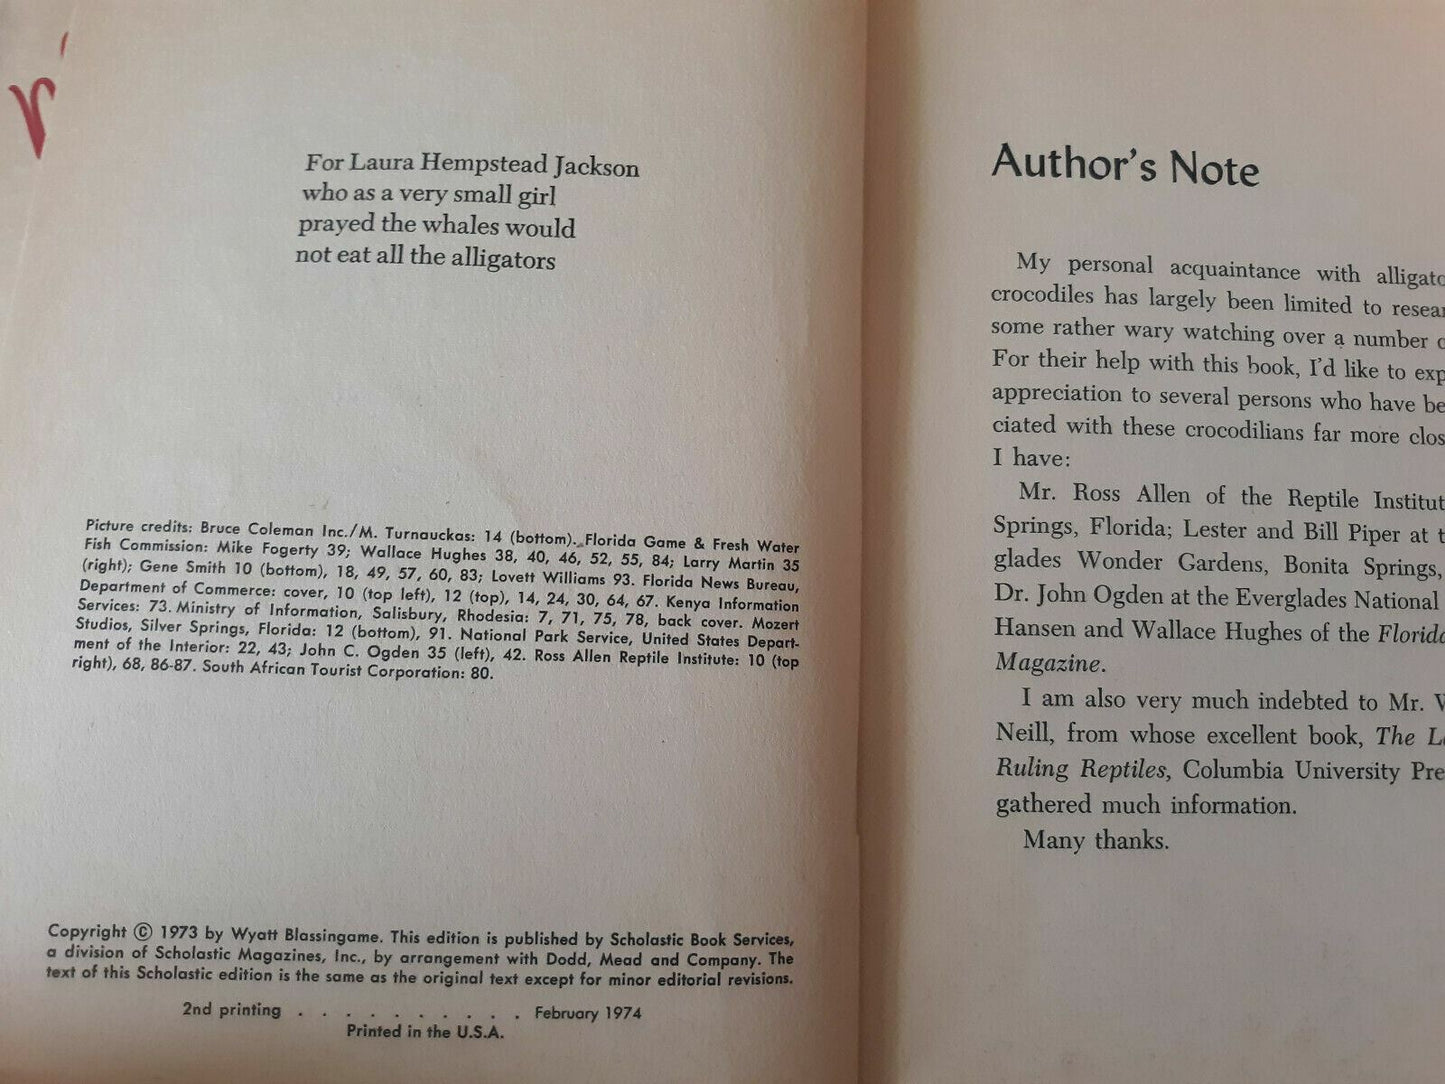 For Laura Hempstead Jackson
who as a very small girl
prayed the whales would
not eat all the alligators
Picture credits: Bruce Coleman Inc./M. Turnauckas: 14 (bottom). Florida Game & Fresh Water
Fish Commission: Mike Fogerty 39; Wallace Hughes 38, 40, 46, 52, 55, 84; Larry Martin 35
(right); Gene Smith 10 (bottom), 18, 49, 57, 60, 83; Lovett Williams 93. Florida News Bureau,
Department of Commerce: cover, 10 (top left), 12 (top), 14, 24, 30, 64, 67. Kenya Information
Services: 73. Ministry of Information, Salisbury, Rhodesia: 7, 71, 75, 78, back cover. Mozert
Studios, Silver Springs, Florida: 12 (bottom), 91. National Park Service, United States Depart-
ment of the Interior: 22, 43; John C. Ogden 35 (left), 42. Ross Allen Reptile Institute: 10 (top
right), 68, 86-87. South African Tourist Corporation: 80.
Copyright © 1973 by Wyatt Blassingame. This edition is published by Scholastic Book Services,
a division of Scholastic Magazines, Inc., by arrangement with Dodd, Mead and Company. The
text of this Scholastic edition is the same as the original text except for minor editorial revisions.
2nd printing . . . . . . . . . . February 1974
Printed in the U.S.A.
Author's Note
My personal acquaintance with alligato
crocodiles has largely been limited to resear
some rather wary watching over a number o
For their help with this book, I'd like to exp
appreciation to several persons who have be
ciated with these crocodilians far more clos
I have:
Mr. Ross Allen of the Reptile Institut
Springs, Florida; Lester and Bill Piper at t
glades Wonder Gardens, Bonita Springs,
Dr. John Ogden at the Everglades National
Hansen and Wallace Hughes of the Florida
Magazine.
I am also very much indebted to Mr. W
Neill, from whose excellent book, The La
Ruling Reptiles, Columbia University Pre
gathered much information.
Many thanks.